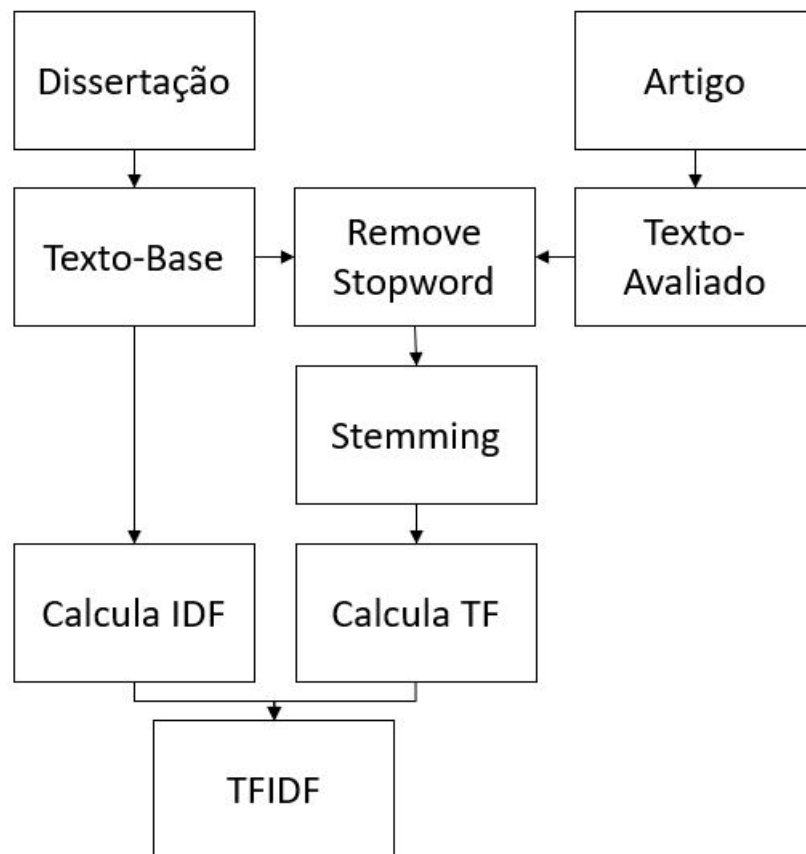 Dissertação
Artigo
Texto-Base
Remove
Stopword
Texto-
Avaliado
Stemming
Calcula IDF
Calcula TF
TFIDF